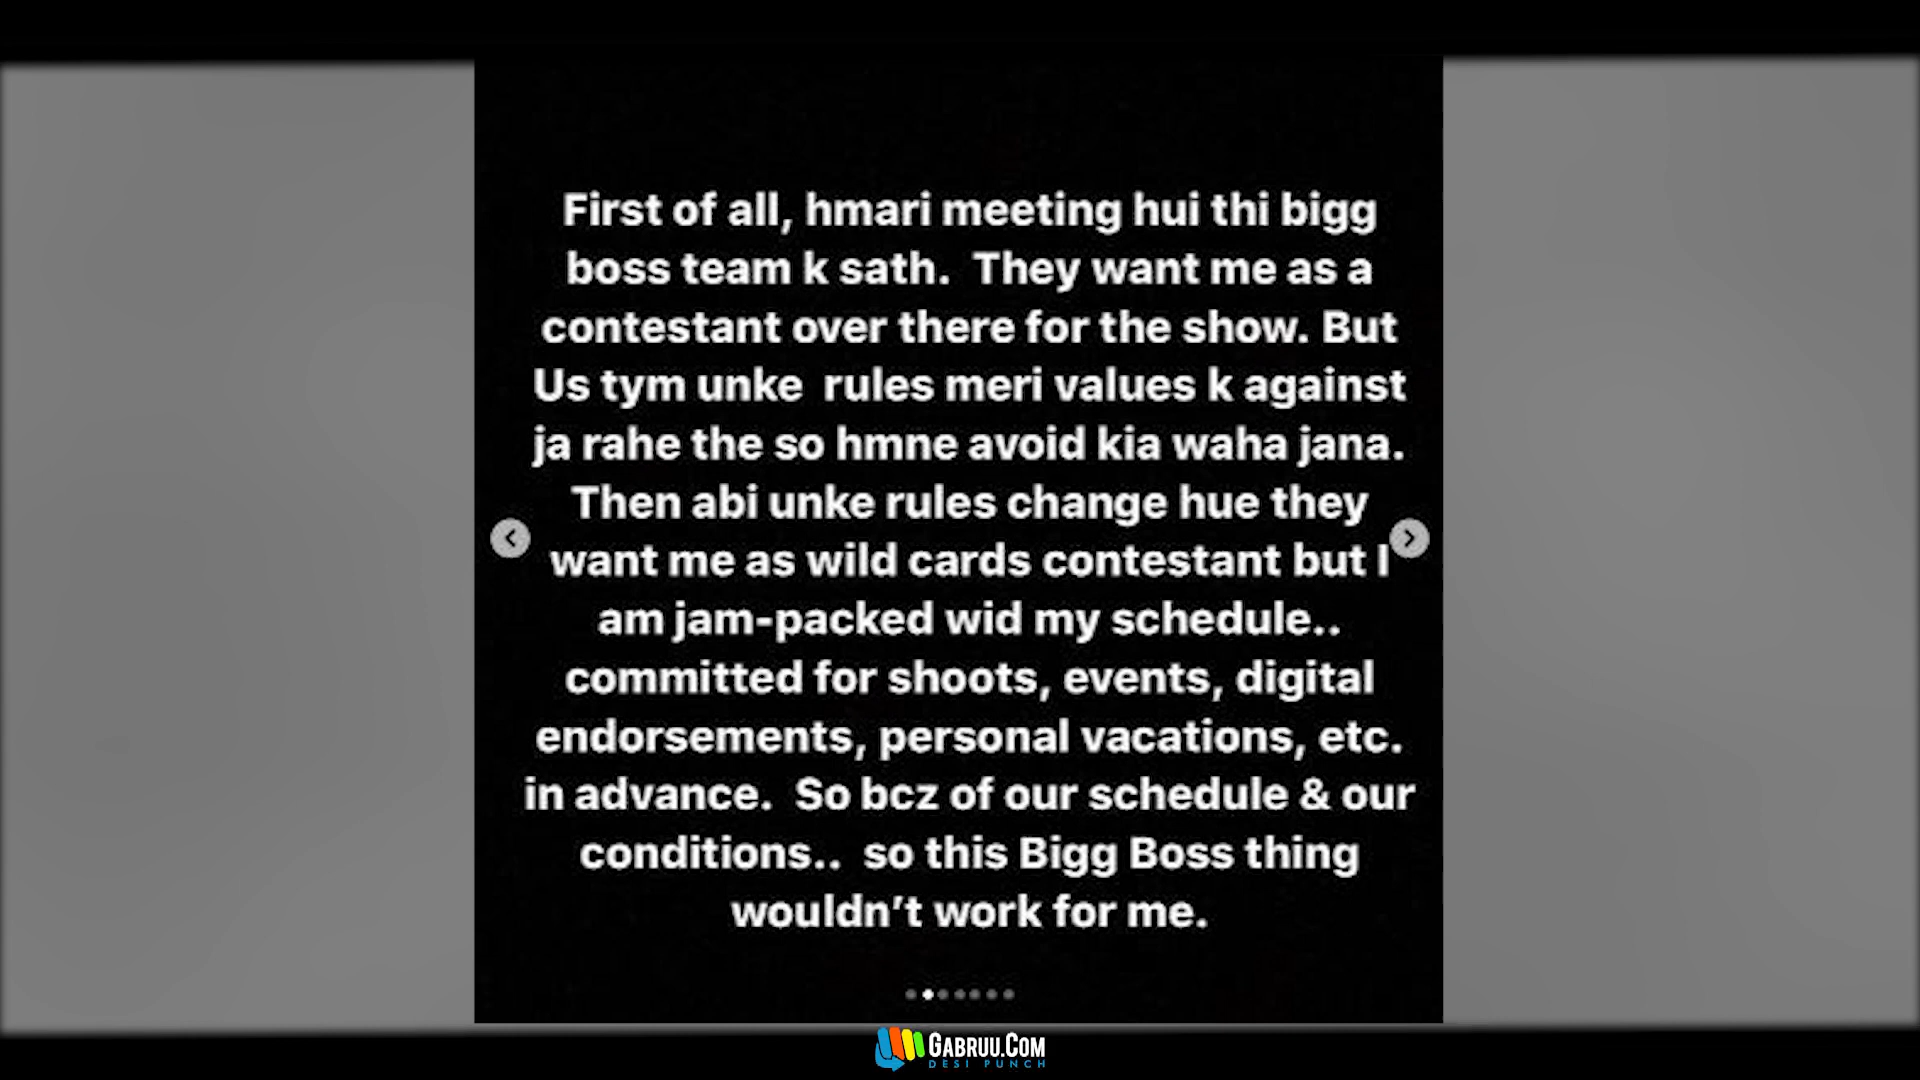 First of all, hmari meeting hui thi bigg
boss team k sath.  They want me as a
contestant over there for the show. But
Us tym unke  rules meri values k against
ja rahe the so hmne avoid kia waha jana.
Then abi unke rules change hue they
want me as wild cards contestant but I
am jam-packed wid my schedule..
committed for shoots, events, digital
endorsements, personal vacations, etc.
in advance.  So bcz of our schedule & our
conditions..  so this Bigg Boss thing
wouldn’t work for me.
GABRUU.COM
DESI PUNCH